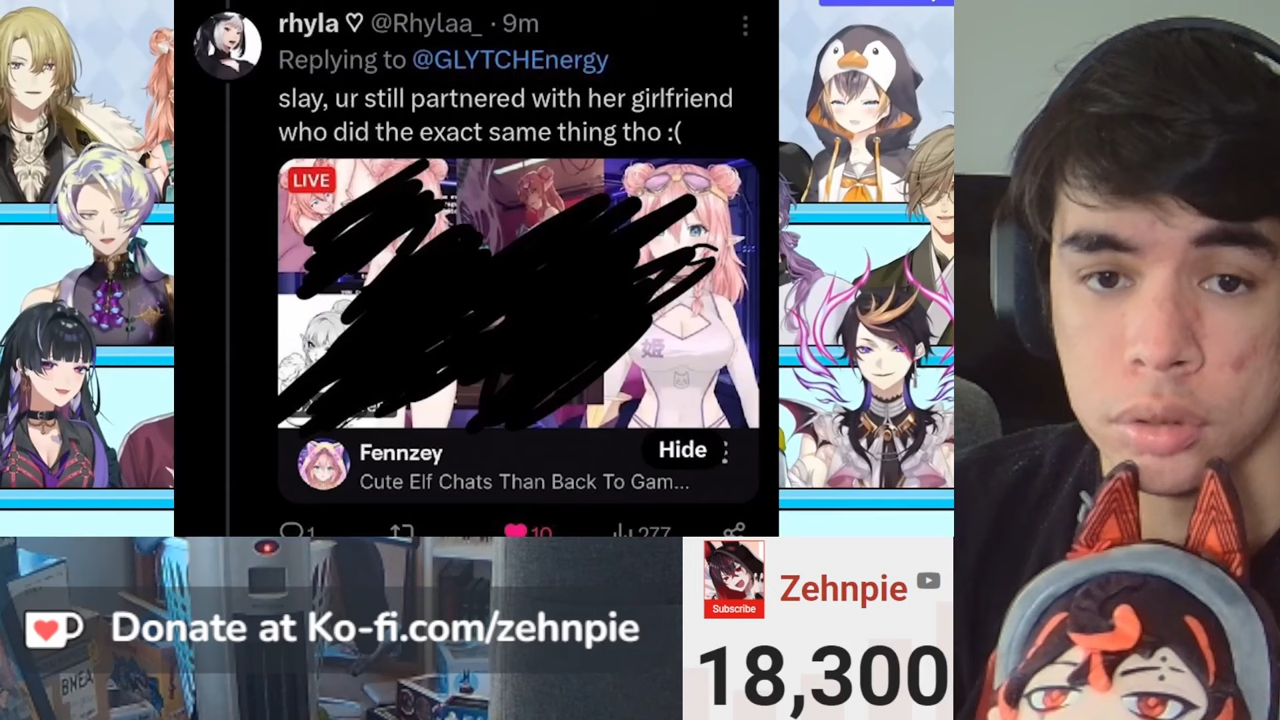 rhyla ♡ @Rhylaa_ · 9m
Replying to @GLYTCHEnergy
slay, ur still partnered with her girlfriend
who did the exact same thing tho :(
LIVE
姫
Fennzey
Hide
Cute Elf Chats Than Back To Gam...
1
10
277
Donate at Ko-fi.com/zehnpie
Subscribe
Zehnpie
18,300